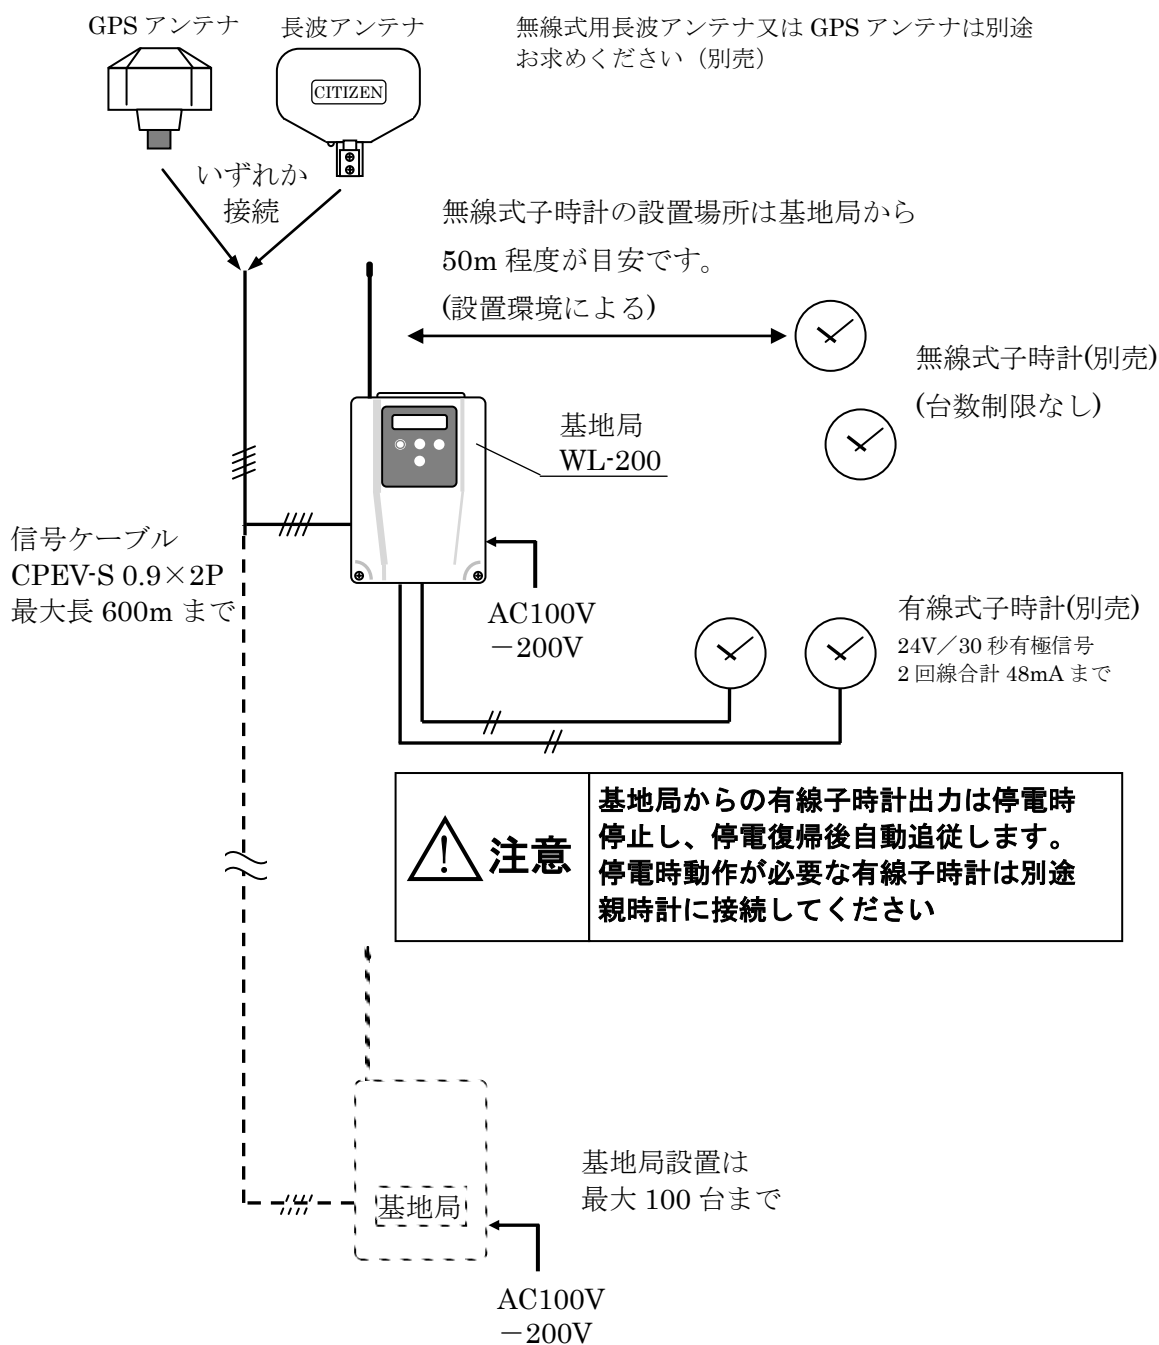 GPS アンテナ
長波アンテナ
無線式用長波アンテナ又は GPS アンテナは別途
お求めください（別売）
CITIZEN
いずれか
接続
無線式子時計の設置場所は基地局から
50m 程度が目安です。
(設置環境による)
無線式子時計(別売)
(台数制限なし)
基地局
WL-200
信号ケーブル
CPEV-S 0.9×2P
最大長 600m まで
AC100V
－200V
有線式子時計(別売)
24V／30 秒有極信号
2 回線合計 48mA まで
注意
基地局からの有線子時計出力は停電時
停止し、停電復帰後自動追従します。
停電時動作が必要な有線子時計は別途
親時計に接続してください
基地局設置は
最大 100 台まで
基地局
AC100V
－200V